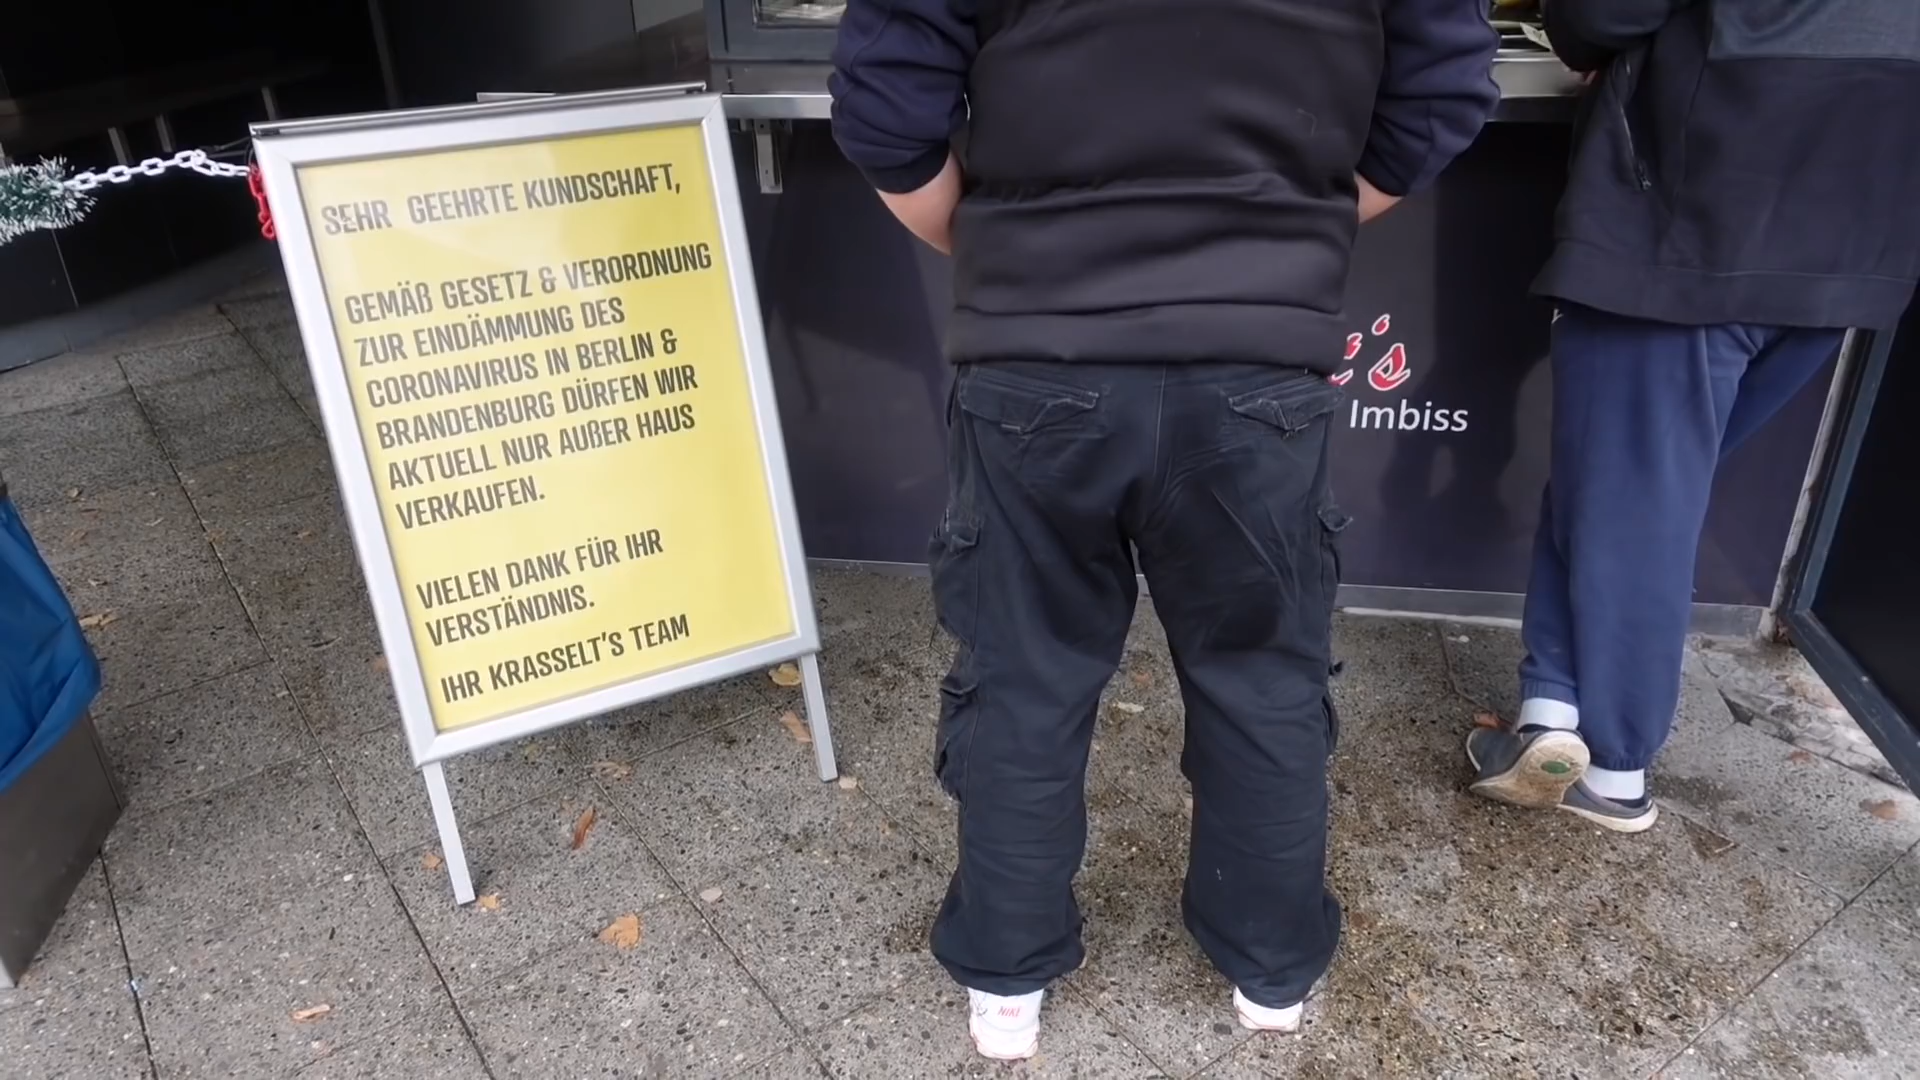 SEHR GEEHRTE KUNDSCHAFT,
GEMÄß GESETZ & VERORDNUNG
ZUR EINDÄMMUNG DES
CORONAVIRUS IN BERLIN &
BRANDENBURG DÜRFEN WIR
AKTUELL NUR AUßER HAUS
VERKAUFEN.
VIELEN DANK FÜR IHR
VERSTÄNDNIS.
IHR KRASSELT'S TEAM
Imbiss
NIKE